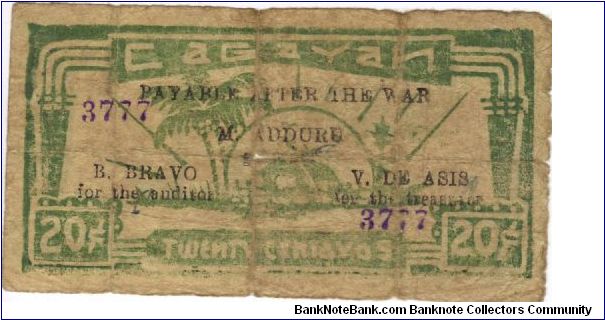 CAGAYAN
PAYABLE AFTER THE WAR
3777
M. ADDURU
B. BRAVO V. DE ASIS
for the auditor for the treasurer
3777
20¢ TWENTY CENTAVOS 20¢
BankNoteBank.com Banknote Collectors Community